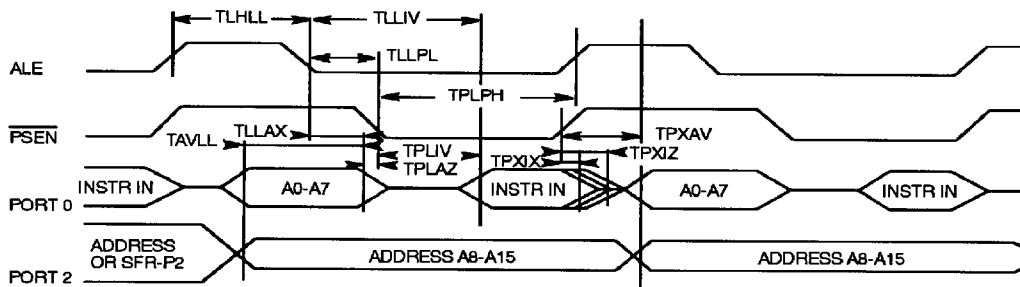 TLHLL
TLLIV
ALE
TLLPL
TPLPH
PSEN
TLLAX
TPXAV
TAVLL
TPLIV
TPXIZ
TPLAZ
TPXIX
PORT 0
INSTR IN
A0-A7
INSTR IN
A0-A7
INSTR IN
PORT 2
ADDRESS
OR SFR-P2
ADDRESS A8-A15
ADDRESS A8-A15